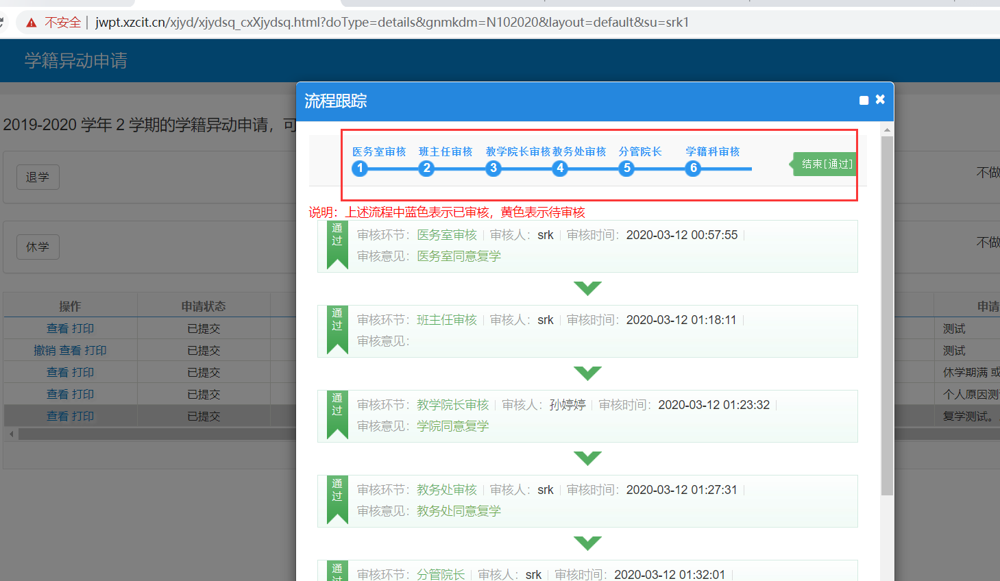 不安全 | jwpt.xzcit.cn/xjyd/xjydsq_cxXjydsq.html?doType=details&gnmkdm=N102020&layout=default&su=srk1
学籍异动申请
流程跟踪
2019-2020 学年 2 学期的学籍异动申请，可
医务室审核 班主任审核 教学院长审核 教务处审核 分管院长 学籍科审核
1 2 3 4 5 6
结束[通过]
退学
不做
说明：上述流程中蓝色表示已审核，黄色表示待审核
通过
审核环节：医务室审核 审核人：srk 审核时间：2020-03-12 00:57:55
审核意见：医务室同意复学
休学
不做
操作 申请状态 申请
查看 打印 已提交 测试
撤销 查看 打印 已提交 测试
查看 打印 已提交 休学期满 或
查看 打印 已提交 个人原因测
查看 打印 已提交 复学测试。
通过
审核环节：班主任审核 审核人：srk 审核时间：2020-03-12 01:18:11
审核意见：
通过
审核环节：教学院长审核 审核人：孙婷婷 审核时间：2020-03-12 01:23:32
审核意见：学院同意复学
通过
审核环节：教务处审核 审核人：srk 审核时间：2020-03-12 01:27:31
审核意见：教务处同意复学
通过
审核环节：分管院长 审核人：srk 审核时间：2020-03-12 01:32:01